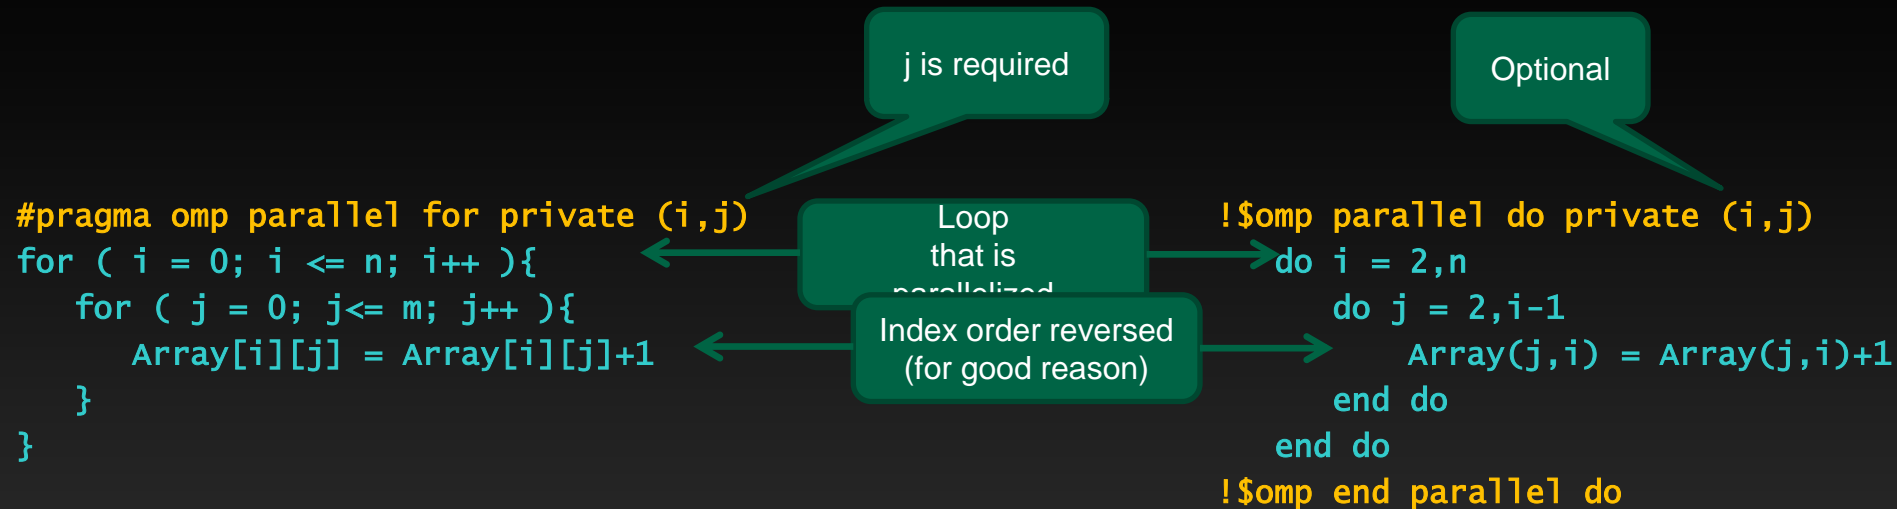 j is required
Optional
#pragma omp parallel for private (i,j)
for ( i = 0; i <= n; i++ ){
for ( j = 0; j<= m; j++ ){
Array[i][j] = Array[i][j]+1
}
}
Loop
that is
parallelized
Index order reversed
(for good reason)
!$omp parallel do private (i,j)
do i = 2,n
do j = 2,i-1
Array(j,i) = Array(j,i)+1
end do
end do
!$omp end parallel do